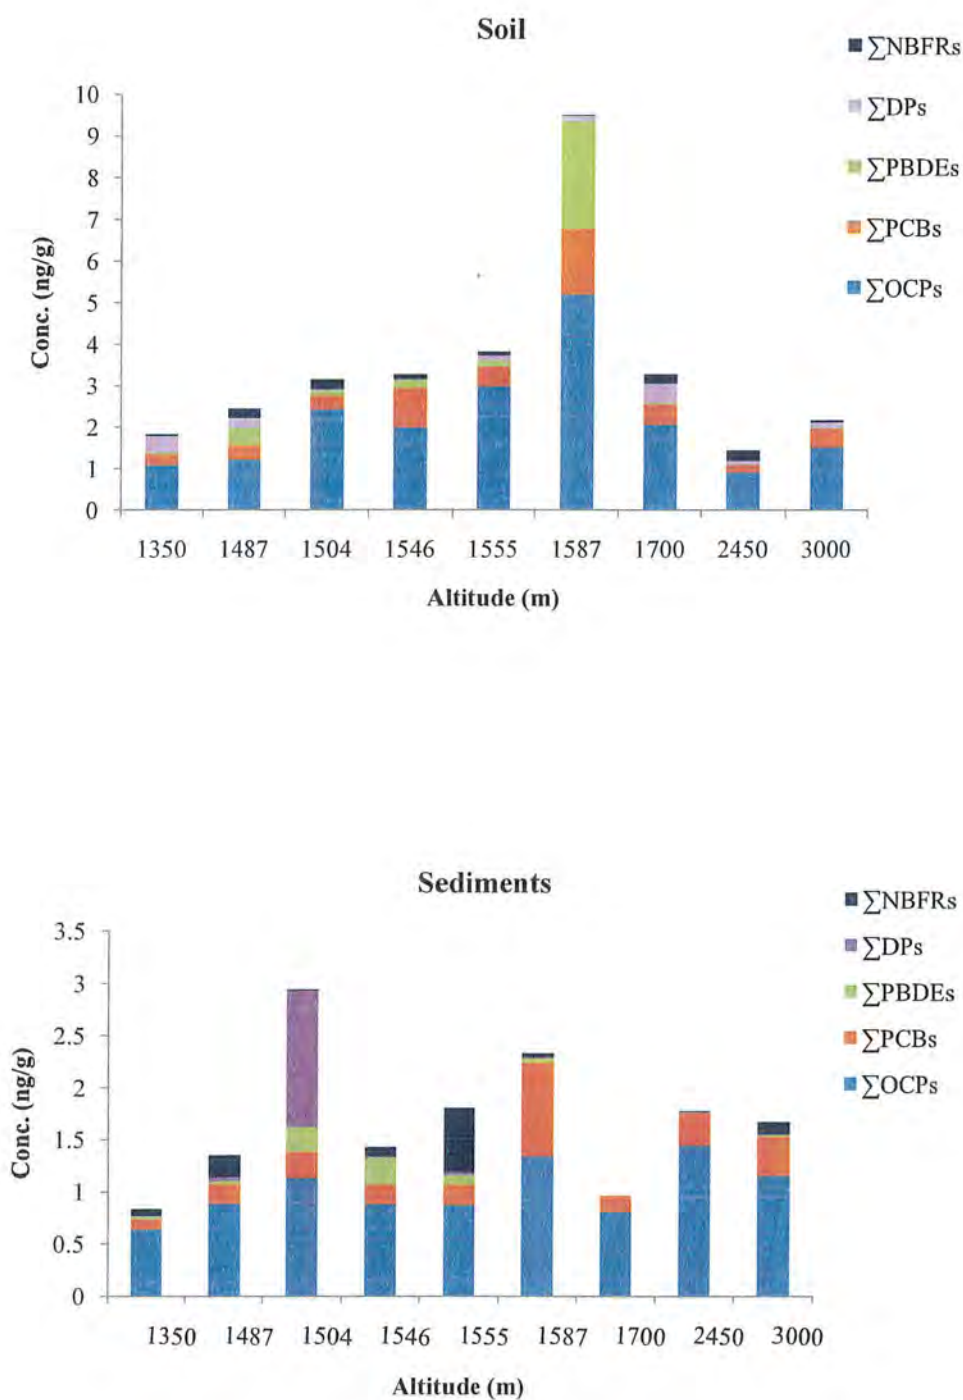 Soil
∑NBFRs
∑DPs
∑PBDEs
∑PCBs
∑OCPs
Conc. (ng/g)
10
9
8
7
6
5
4
3
2
1
0
1350 1487 1504 1546 1555 1587 1700 2450 3000
Altitude (m)
Sediments
∑NBFRs
∑DPs
∑PBDEs
∑PCBs
∑OCPs
Conc. (ng/g)
3.5
3
2.5
2
1.5
1
0.5
0
1350 1487 1504 1546 1555 1587 1700 2450 3000
Altitude (m)